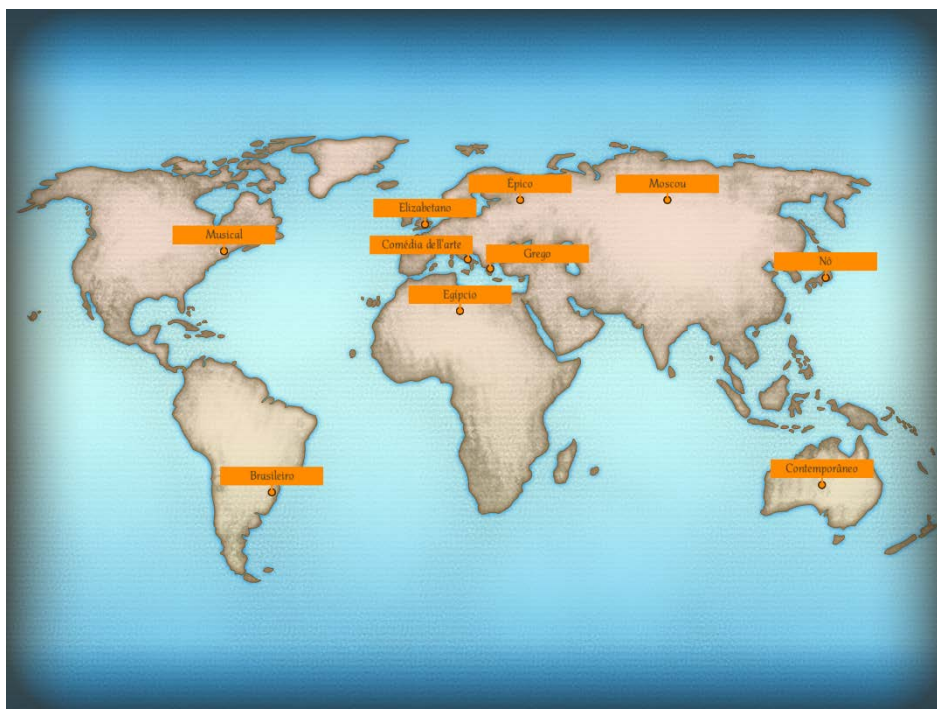 Épico
Moscou
Elizabetano
Musical
Comédia dell'arte
Grego
Nô
Egípcio
Contemporâneo
Brasileiro